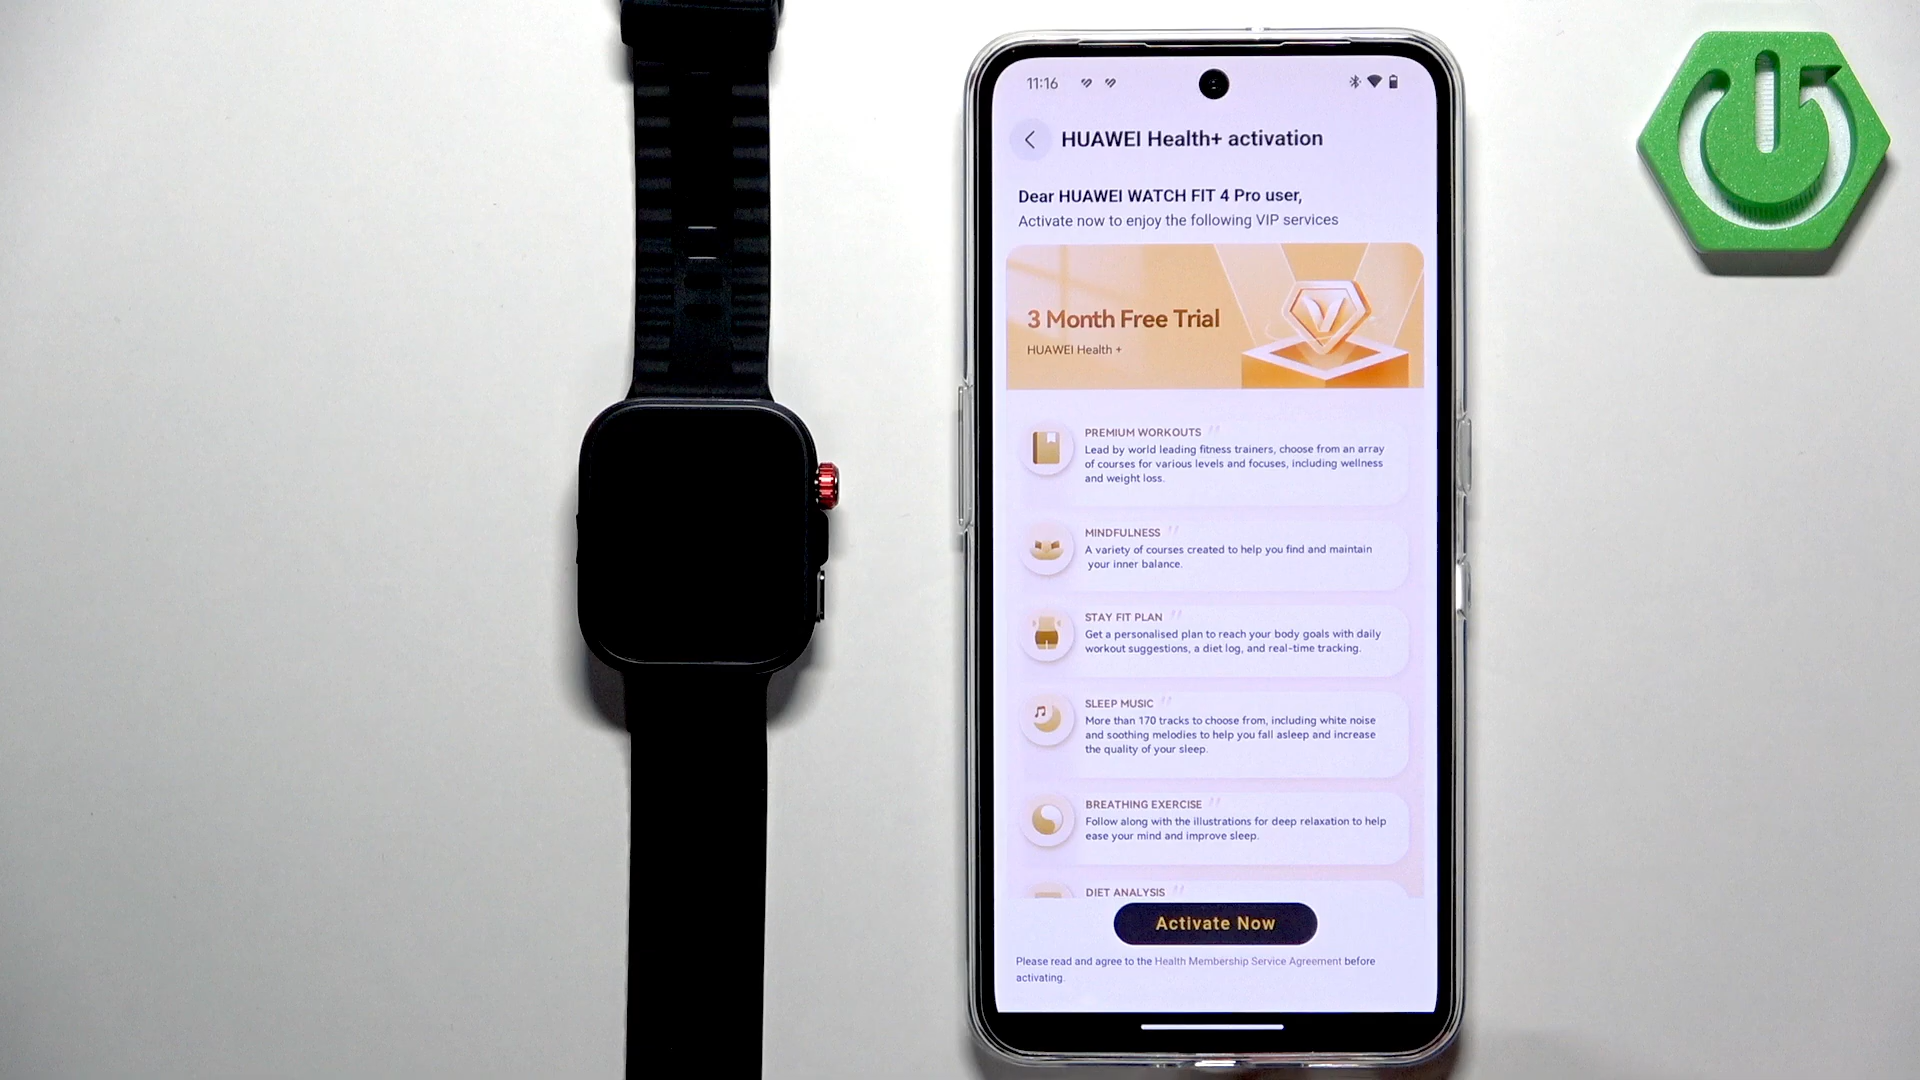 11:16
HUAWEI Health+ activation
Dear HUAWEI WATCH FIT 4 Pro user,
Activate now to enjoy the following VIP services
3 Month Free Trial
HUAWEI Health +
PREMIUM WORKOUTS
Lead by world leading fitness trainers, choose from an array
of courses for various levels and focuses, including wellness
and weight loss.
MINDFULNESS
A variety of courses created to help you find and maintain
your inner balance.
STAY FIT PLAN
Get a personalised plan to reach your body goals with daily
workout suggestions, a diet log, and real-time tracking.
SLEEP MUSIC
More than 170 tracks to choose from, including white noise
and soothing melodies to help you fall asleep and increase
the quality of your sleep.
BREATHING EXERCISE
Follow along with the illustrations for deep relaxation to help
ease your mind and improve sleep.
DIET ANALYSIS
Activate Now
Please read and agree to the Health Membership Service Agreement before
activating.